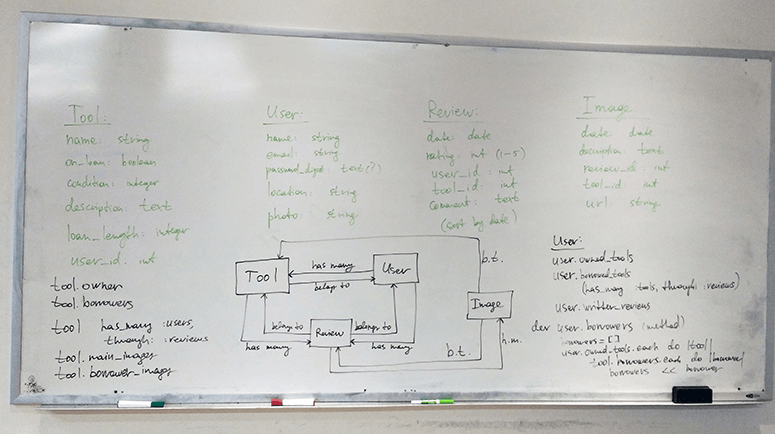 Tool:
name: string
on_loan: boolean
condition: integer
description: text
loan_length: integer
user_id: int
User:
name: string
email: string
password_digest: text(?)
location: string
photo: string
Review:
date: date
rating: int (1-5)
user_id: int
tool_id: int
comment: text
(sort by date)
Image
date date
description: text
review_id: int
tool_id: int
url: string
tool.owner
tool.borrowers
tool has_many :users,
through: :reviews
tool.main_images
tool.borrower_images
Tool
has many
belong to
User
belong to
Review
belong to
has many
has many
b.t.
Image
b.t.
h.m.
User:
user.owned_tools
user.borrowed_tools
(has_many :tools, through :reviews)
user.written_reviews
dev user.borrowers (method)
borrowers = []
user.owned_tools.each do |tool|
tool.borrowers.each do |borrower|
borrowers << borrower